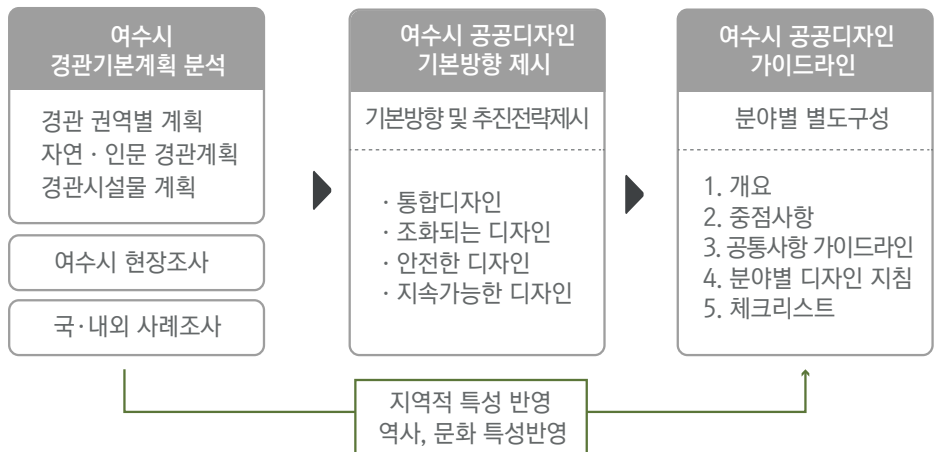 여수시
경관기본계획 분석
경관 권역별 계획
자연 · 인문 경관계획
경관시설물 계획
여수시 현장조사
국·내외 사례조사
여수시 공공디자인
기본방향 제시
기본방향 및 추진전략제시
· 통합디자인
· 조화되는 디자인
· 안전한 디자인
· 지속가능한 디자인
여수시 공공디자인
가이드라인
분야별 별도구성
1. 개요
2. 중점사항
3. 공통사항 가이드라인
4. 분야별 디자인 지침
5. 체크리스트
지역적 특성 반영
역사, 문화 특성반영